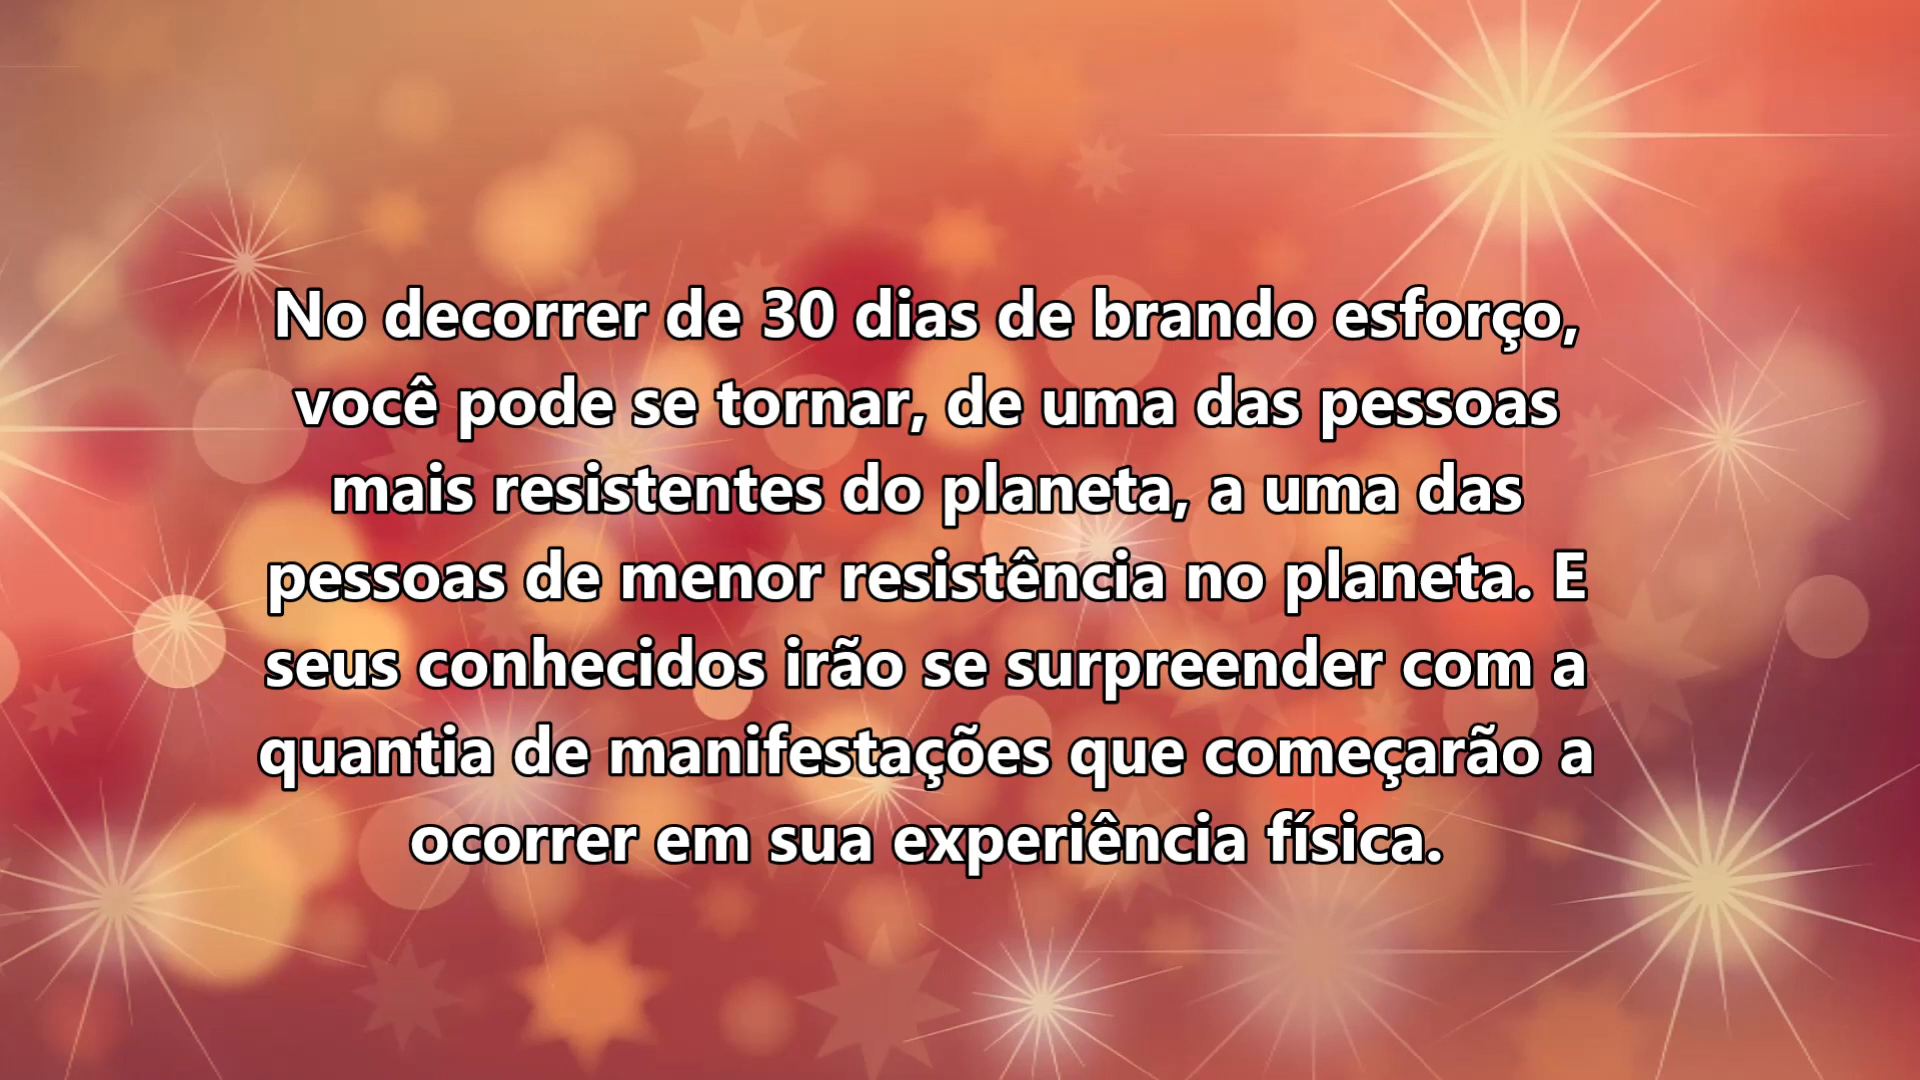 No decorrer de 30 dias de brando esforço,
você pode se tornar, de uma das pessoas
mais resistentes do planeta, a uma das
pessoas de menor resistência no planeta. E
seus conhecidos irão se surpreender com a
quantia de manifestações que começarão a
ocorrer em sua experiência física.